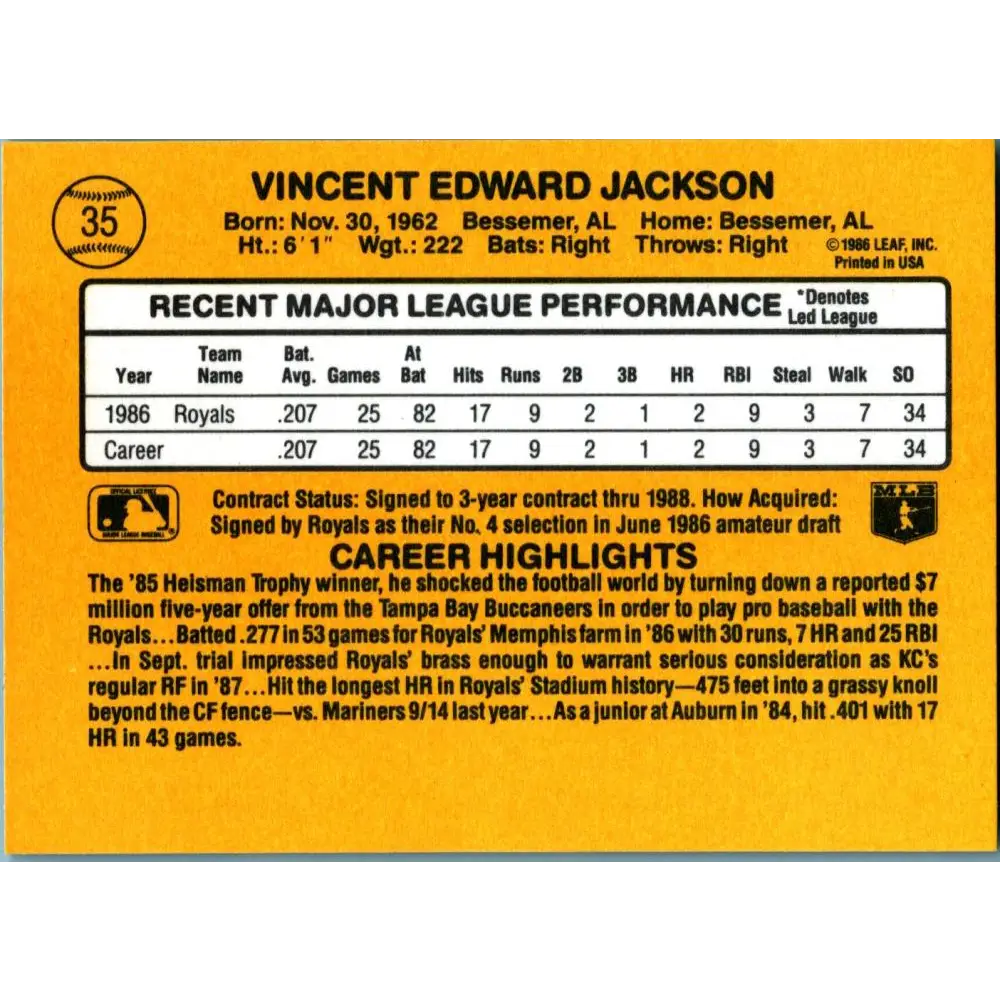 35
VINCENT EDWARD JACKSON
Born: Nov. 30, 1962 Bessemer, AL Home: Bessemer, AL
Ht.: 6'1" Wgt.: 222 Bats: Right Throws: Right ©1986 LEAF, INC.
Printed in USA
RECENT MAJOR LEAGUE PERFORMANCE *Denotes
Led League
Team Bat. At
Year Name Avg. Games Bat Hits Runs 2B 3B HR RBI Steal Walk SO
1986 Royals .207 25 82 17 9 2 1 2 9 3 7 34
Career .207 25 82 17 9 2 1 2 9 3 7 34
OFFICIAL LICENSEE
MAJOR LEAGUE BASEBALL
MLB
Contract Status: Signed to 3-year contract thru 1988. How Acquired:
Signed by Royals as their No. 4 selection in June 1986 amateur draft
CAREER HIGHLIGHTS
The '85 Heisman Trophy winner, he shocked the football world by turning down a reported $7
million five-year offer from the Tampa Bay Buccaneers in order to play pro baseball with the
Royals...Batted .277 in 53 games for Royals' Memphis farm in '86 with 30 runs, 7 HR and 25 RBI
...In Sept. trial impressed Royals' brass enough to warrant serious consideration as KC's
regular RF in '87...Hit the longest HR in Royals' Stadium history—475 feet into a grassy knoll
beyond the CF fence—vs. Mariners 9/14 last year...As a junior at Auburn in '84, hit .401 with 17
HR in 43 games.